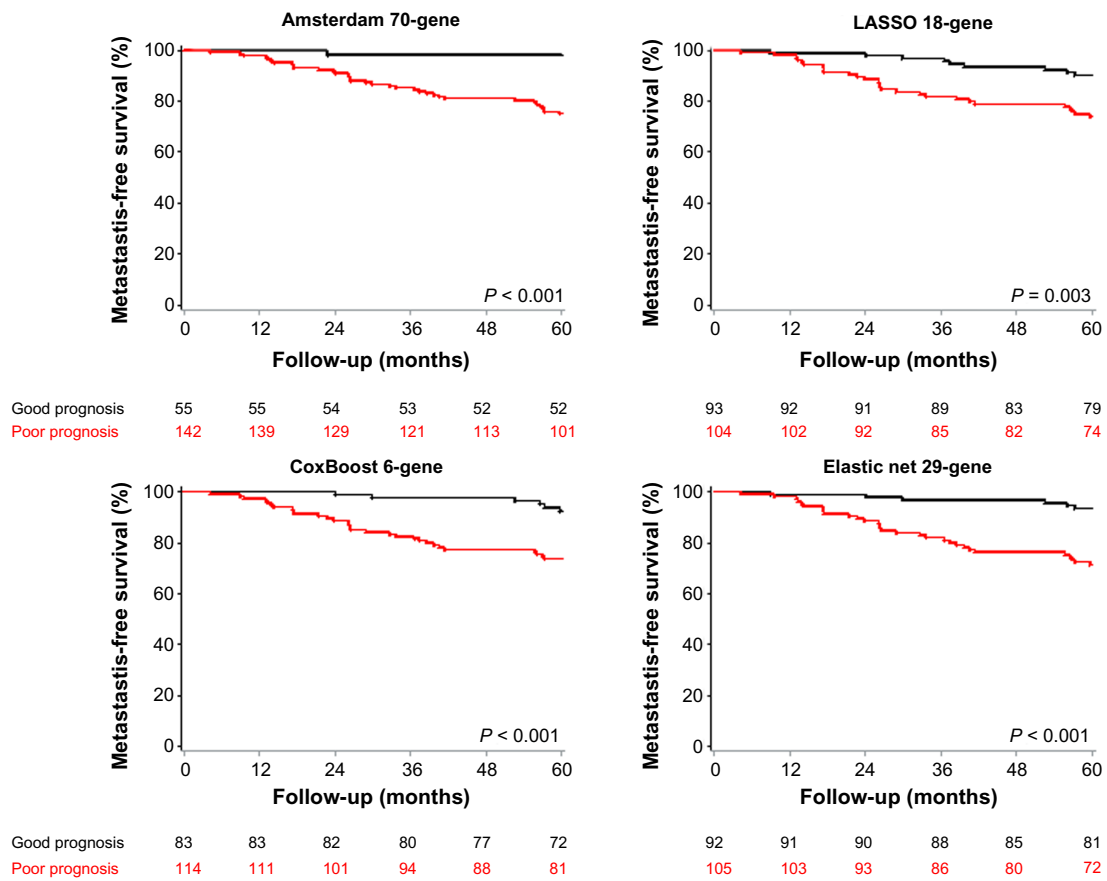 Amsterdam 70-gene
Metastastis-free survival (%)
100
80
60
40
20
0
P < 0.001
0 12 24 36 48 60
Follow-up (months)
LASSO 18-gene
Metastastis-free survival (%)
100
80
60
40
20
0
P = 0.003
0 12 24 36 48 60
Follow-up (months)
Good prognosis 55 55 54 53 52 52 93 92 91 89 83 79
Poor prognosis 142 139 129 121 113 101 104 102 92 85 82 74
CoxBoost 6-gene
Metastastis-free survival (%)
100
80
60
40
20
0
P < 0.001
0 12 24 36 48 60
Follow-up (months)
Elastic net 29-gene
Metastastis-free survival (%)
100
80
60
40
20
0
P < 0.001
0 12 24 36 48 60
Follow-up (months)
Good prognosis 83 83 82 80 77 72 92 91 90 88 85 81
Poor prognosis 114 111 101 94 88 81 105 103 93 86 80 72